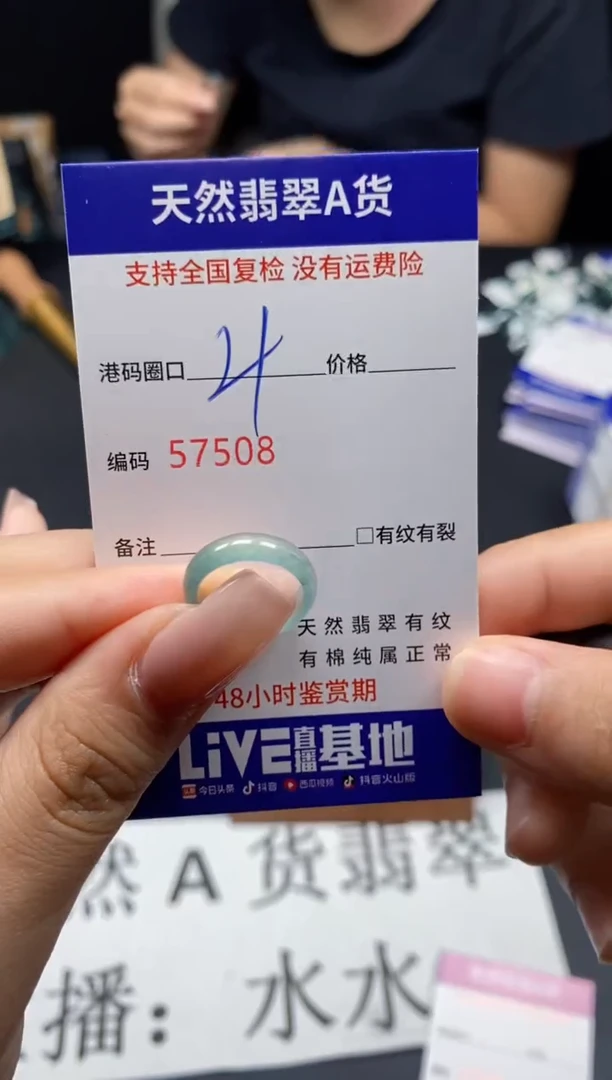 天然翡翠A货
支持全国复检 没有运费险
港码圈口 4 价格
编码 57508
备注 □有纹有裂
天然翡翠有纹
有棉纯属正常
48小时鉴赏期
LiVE直播基地
今日头条 抖音 西瓜视频 抖音火山版
然A货翡翠
播：水水